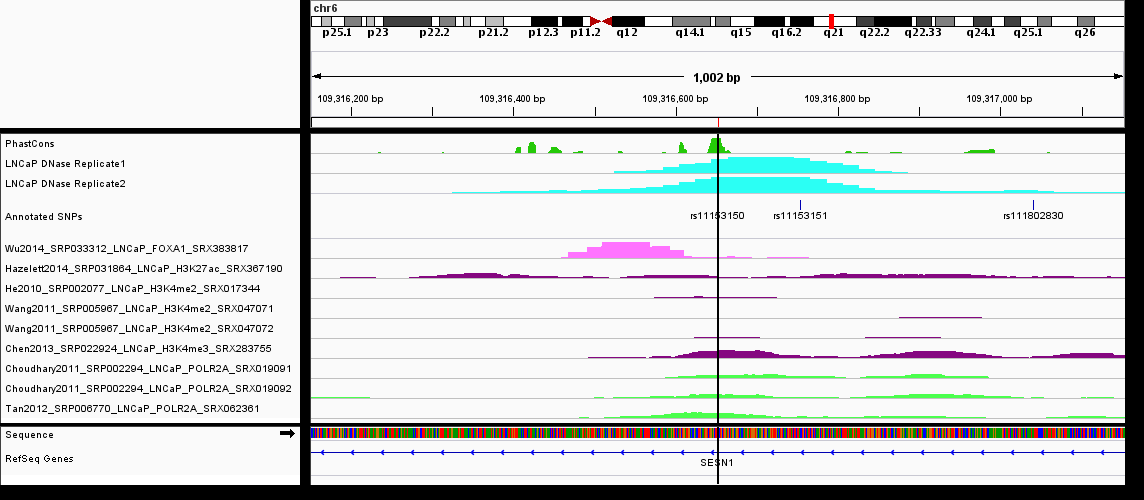 chr6
p25.1 p23 p22.2 p21.2 p12.3 p11.2 q12 q14.1 q15 q16.2 q21 q22.2 q22.33 q24.1 q25.1 q26
1,002 bp
109,316,200 bp 109,316,400 bp 109,316,600 bp 109,316,800 bp 109,317,000 bp
PhastCons
LNCaP DNase Replicate1
LNCaP DNase Replicate2
Annotated SNPs
rs11153150 rs11153151 rs111802830
Wu2014_SRP033312_LNCaP_FOXA1_SRX383817
Hazelett2014_SRP031864_LNCaP_H3K27ac_SRX367190
He2010_SRP002077_LNCaP_H3K4me2_SRX017344
Wang2011_SRP005967_LNCaP_H3K4me2_SRX047071
Wang2011_SRP005967_LNCaP_H3K4me2_SRX047072
Chen2013_SRP022924_LNCaP_H3K4me3_SRX283755
Choudhary2011_SRP002294_LNCaP_POLR2A_SRX019091
Choudhary2011_SRP002294_LNCaP_POLR2A_SRX019092
Tan2012_SRP006770_LNCaP_POLR2A_SRX062361
Sequence
RefSeq Genes
SESN1